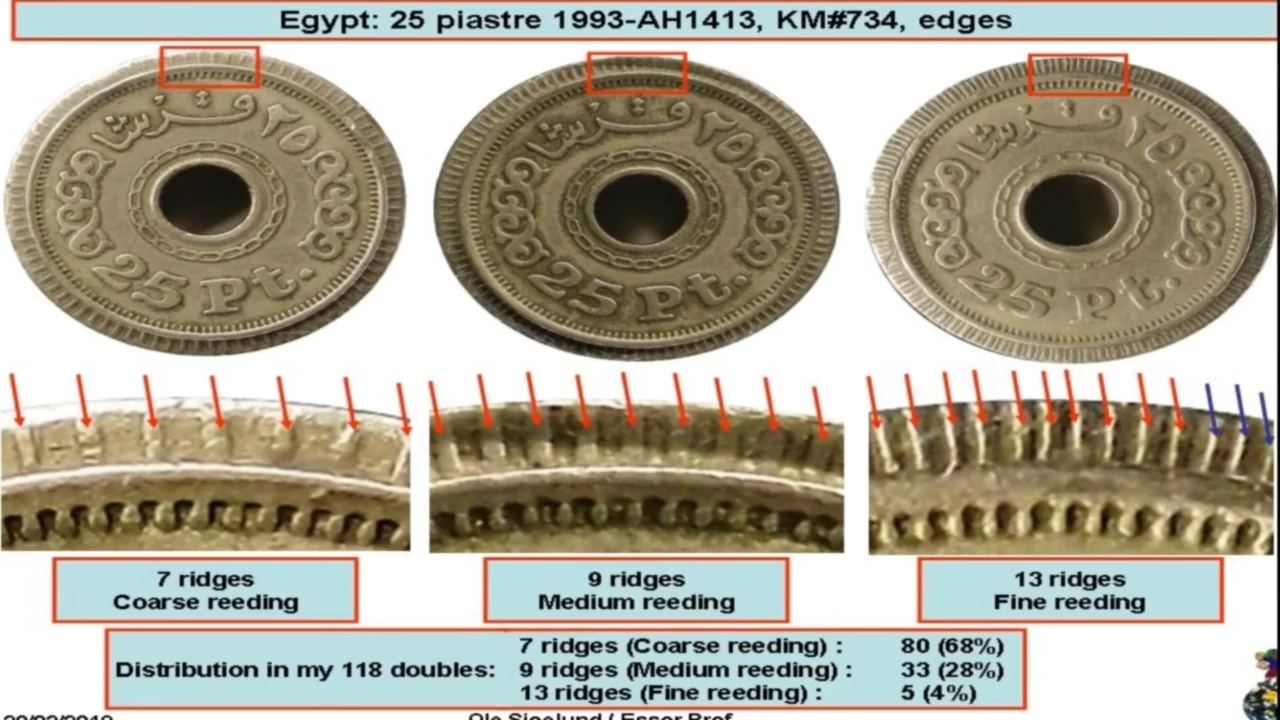 Egypt: 25 piastre 1993-AH1413, KM#734, edges
٢٥ قرشا
25 Pt.
٢٥ قرشا
25 Pt.
٢٥ قرشا
25 Pt.
7 ridges
Coarse reeding
9 ridges
Medium reeding
13 ridges
Fine reeding
Distribution in my 118 doubles:
7 ridges (Coarse reeding) : 80 (68%)
9 ridges (Medium reeding) : 33 (28%)
13 ridges (Fine reeding) : 5 (4%)